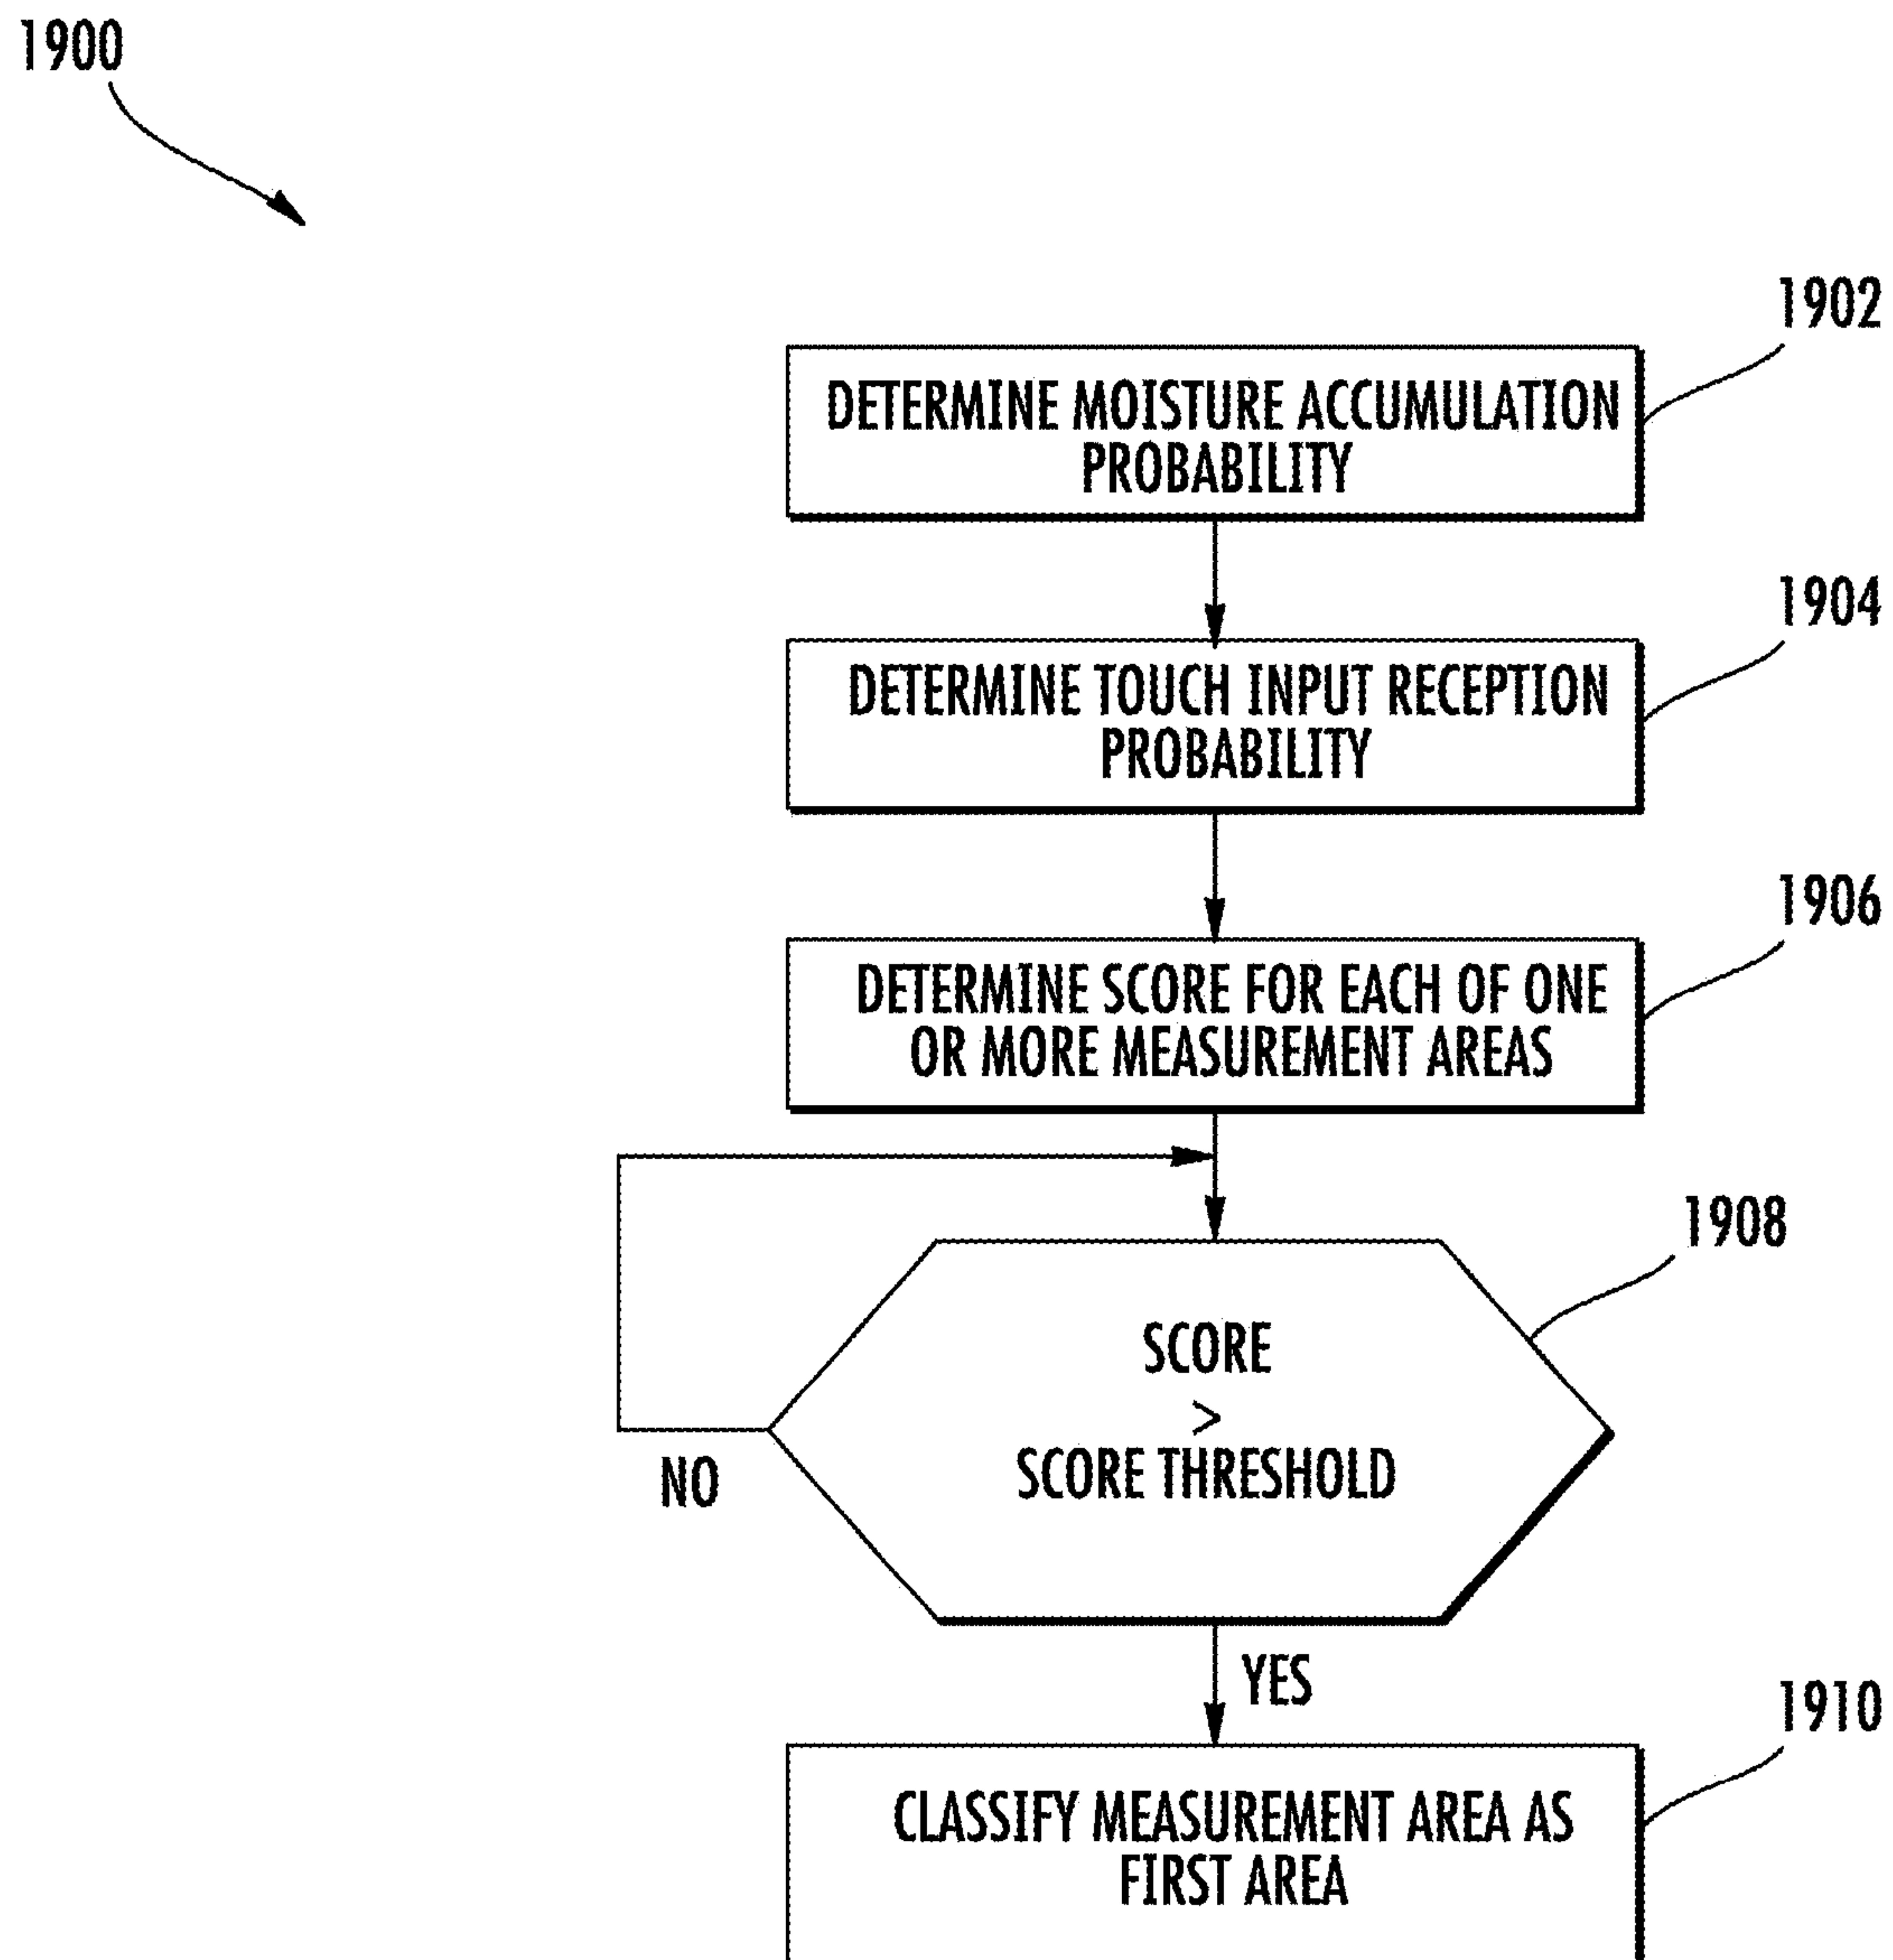 1900
1902
DETERMINE MOISTURE ACCUMULATION
PROBABILITY
1904
DETERMINE TOUCH INPUT RECEPTION
PROBABILITY
1906
DETERMINE SCORE FOR EACH OF ONE
OR MORE MEASUREMENT AREAS
1908
SCORE
>
SCORE THRESHOLD
NO
YES
1910
CLASSIFY MEASUREMENT AREA AS
FIRST AREA